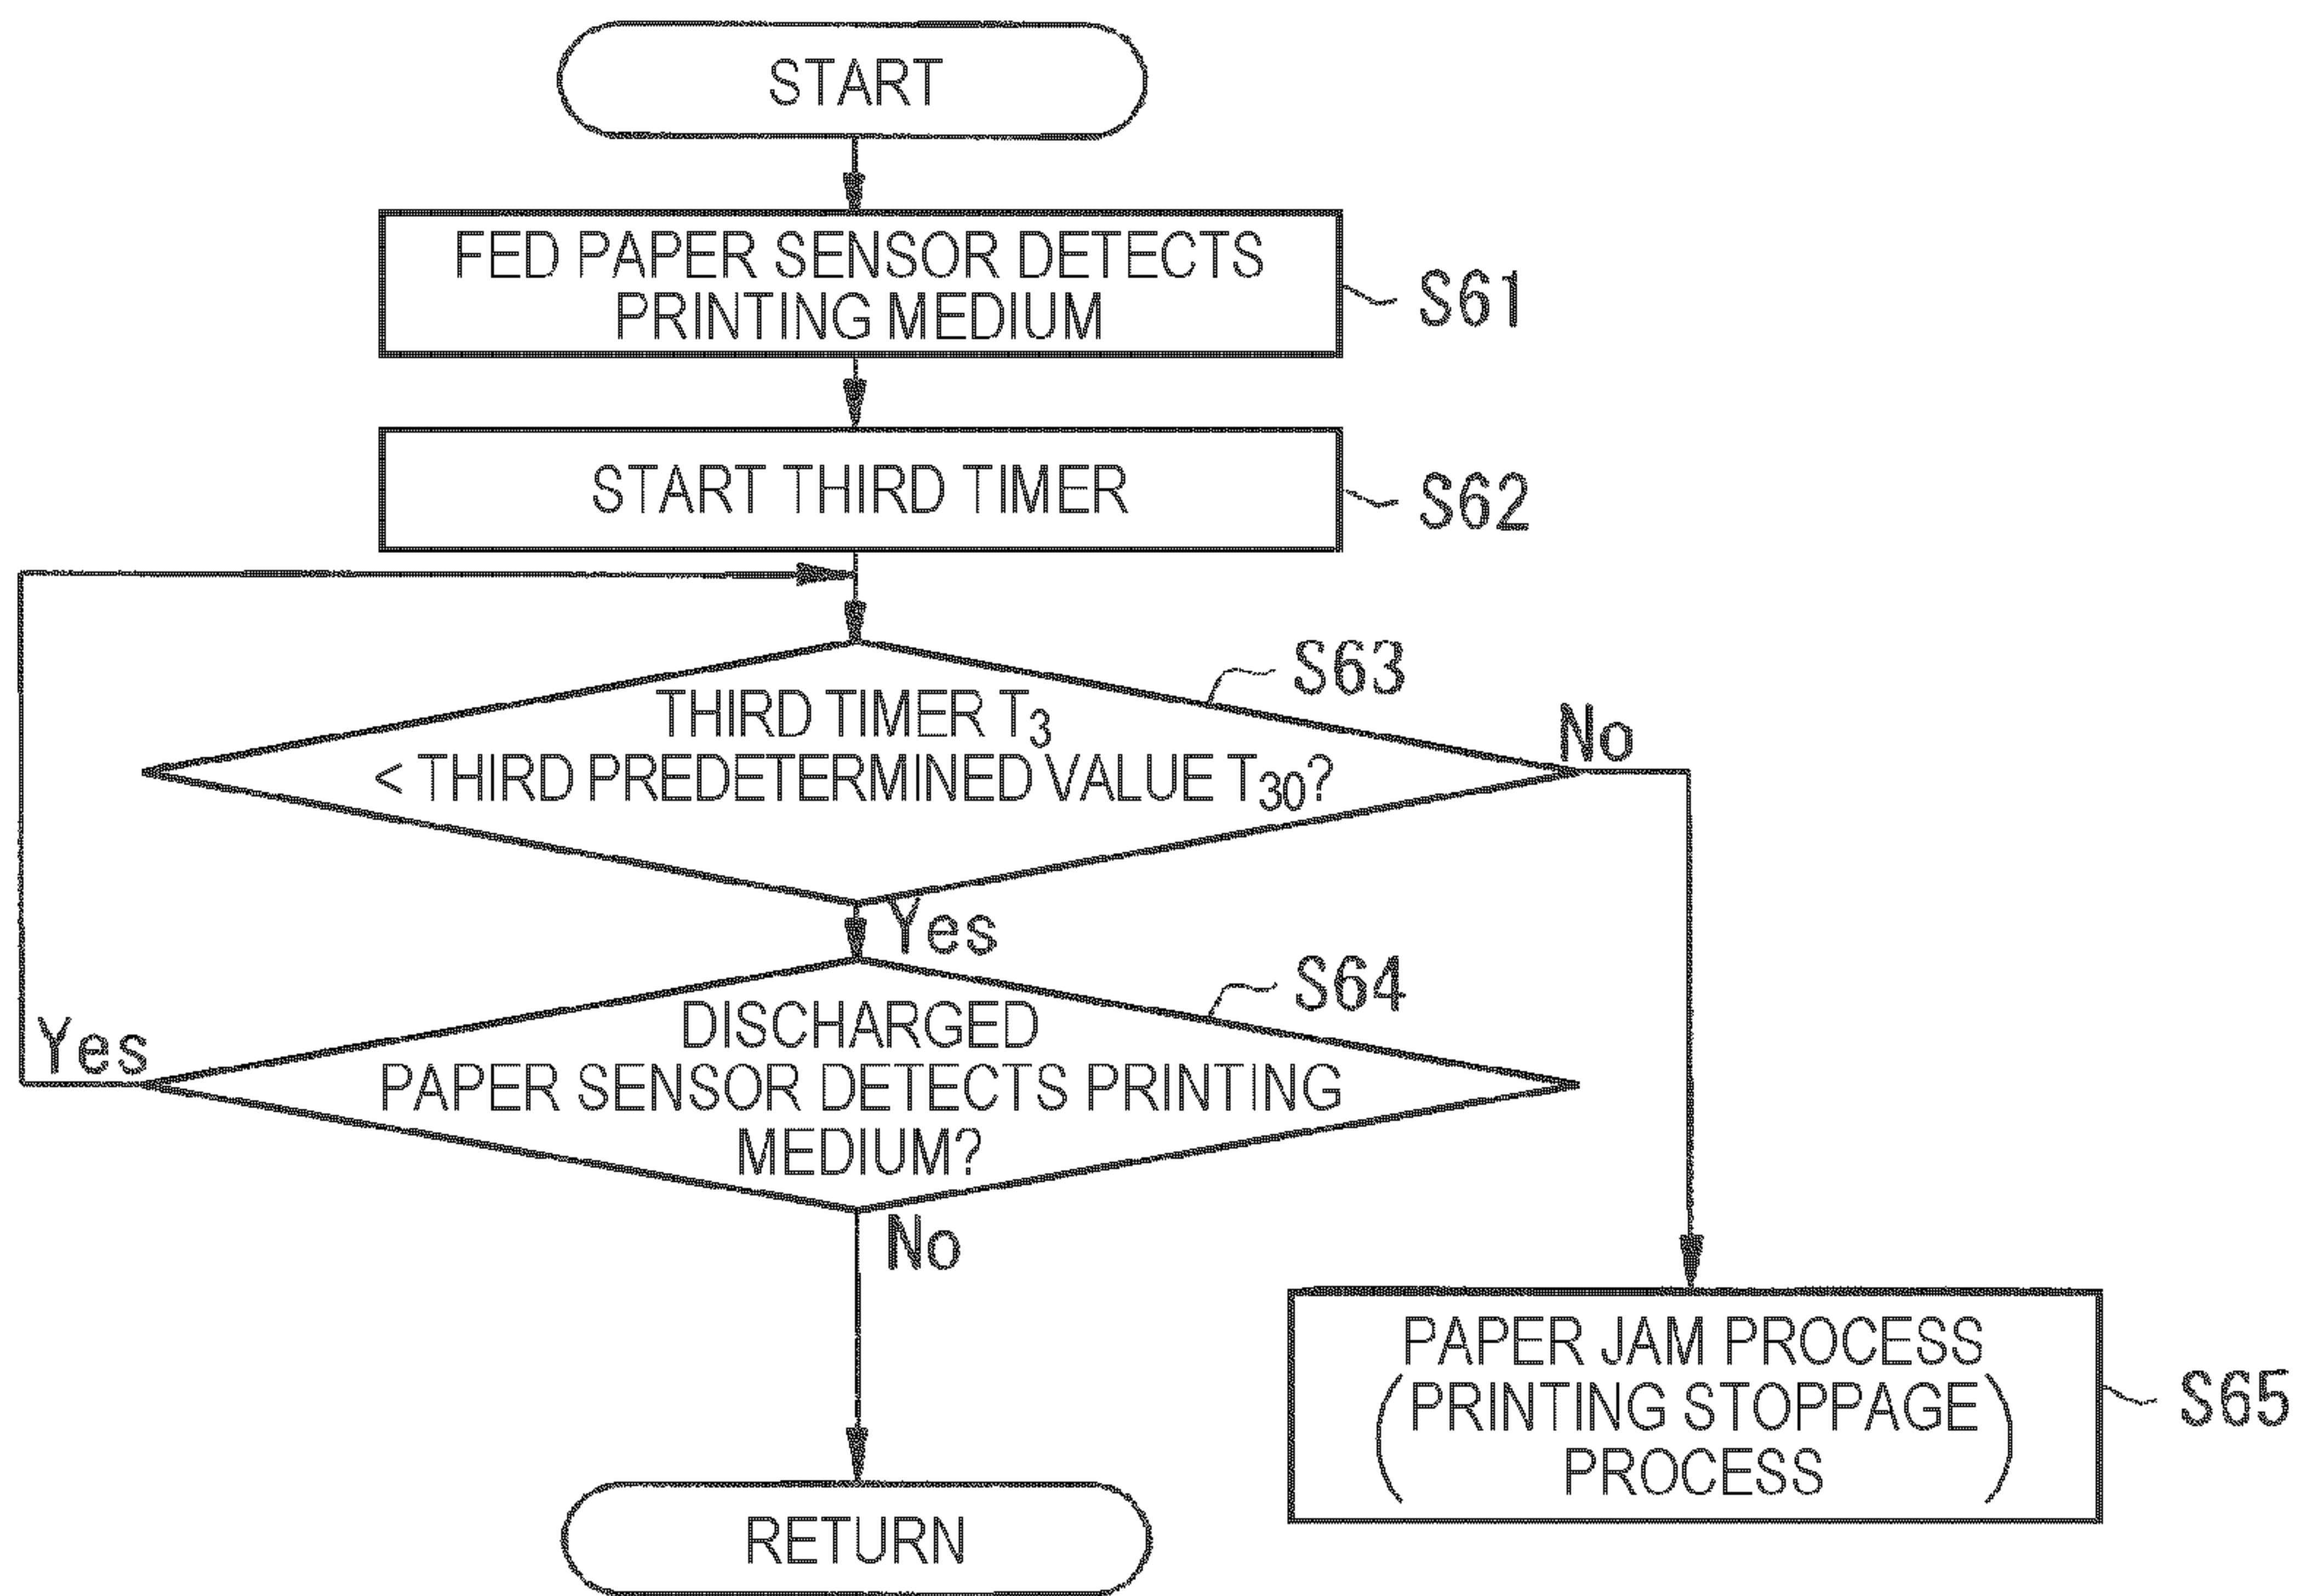 START
FED PAPER SENSOR DETECTS
PRINTING MEDIUM
S61
START THIRD TIMER
S62
S63
THIRD TIMER T3
< THIRD PREDETERMINED VALUE T30?
No
Yes
S64
DISCHARGED
PAPER SENSOR DETECTS PRINTING
MEDIUM?
Yes
No
PAPER JAM PROCESS
(PRINTING STOPPAGE
PROCESS)
S65
RETURN